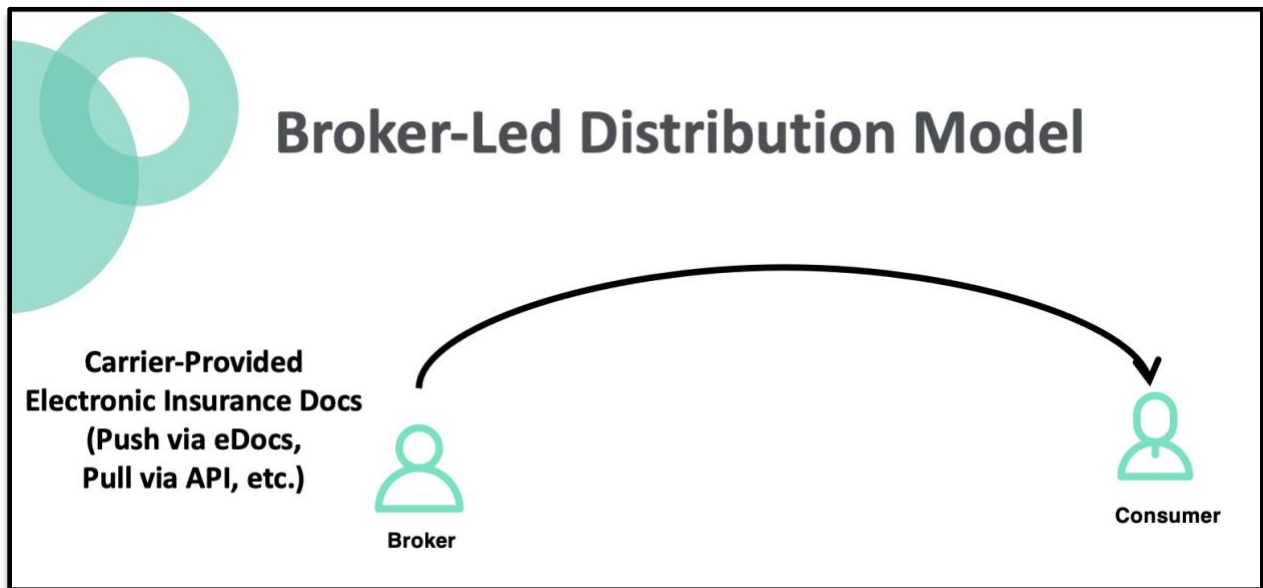 Broker-Led Distribution Model
Carrier-Provided
Electronic Insurance Docs
(Push via eDocs,
Pull via API, etc.)
Broker
Consumer